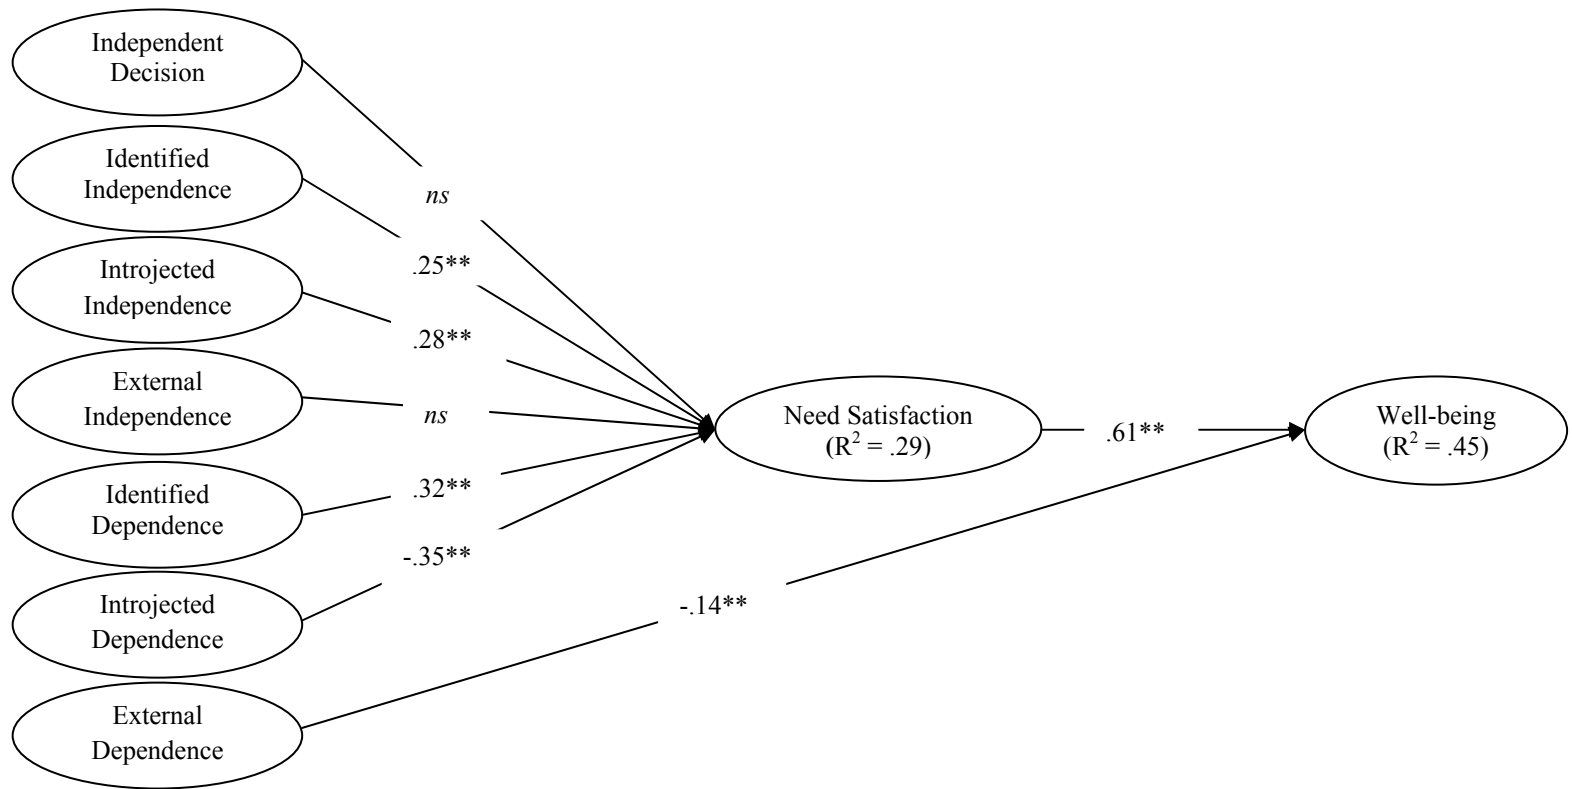 Independent
Decision
Identified
Independence
Introjected
Independence
External
Independence
Identified
Dependence
Introjected
Dependence
External
Dependence
ns
.25**
.28**
ns
.32**
-.35**
-.14**
Need Satisfaction
(R² = .29)
.61**
Well-being
(R² = .45)